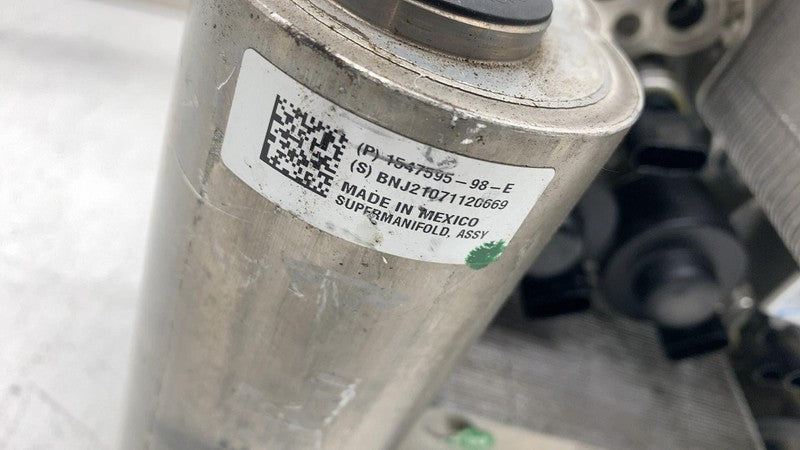 (P) 1547595-98-E
(S) BNJ21071120669
MADE IN MEXICO
SUPERMANIFOLD, ASSY